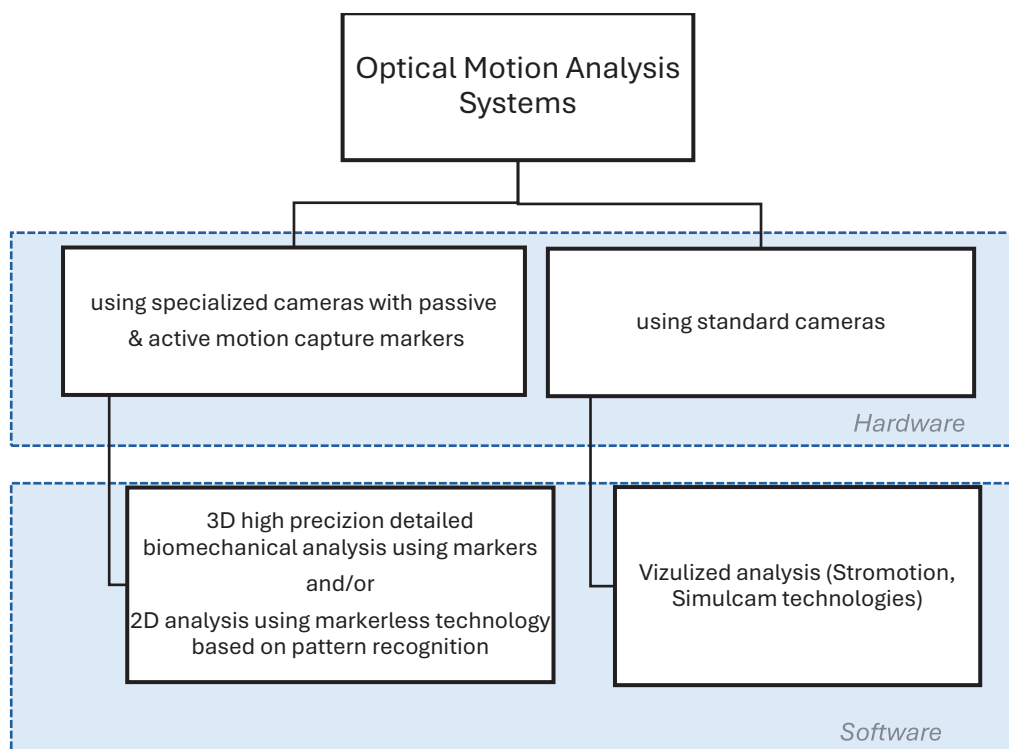 Optical Motion Analysis
Systems
using specialized cameras with passive
& active motion capture markers
using standard cameras
Hardware
3D high precizion detailed
biomechanical analysis using markers
and/or
2D analysis using markerless technology
based on pattern recognition
Vizulized analysis (Stromotion,
Simulcam technologies)
Software